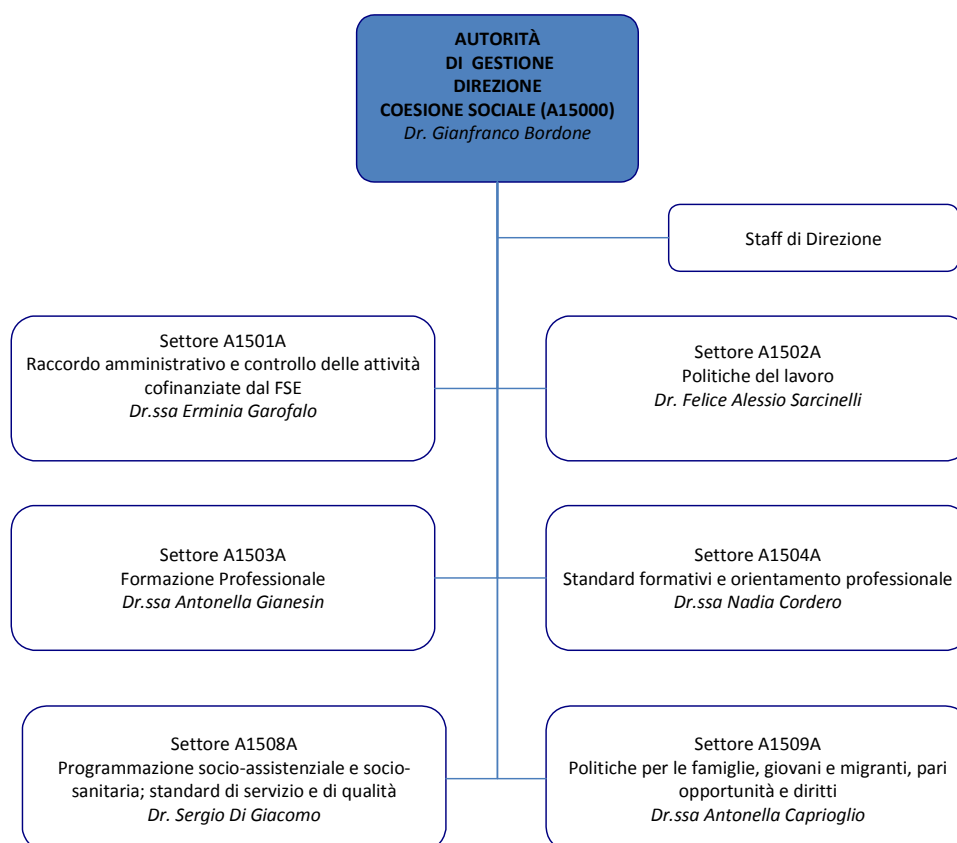 AUTORITÀ
DI GESTIONE
DIREZIONE
COESIONE SOCIALE (A15000)
Dr. Gianfranco Bordone
Staff di Direzione
Settore A1501A
Raccordo amministrativo e controllo delle attività
cofinanziate dal FSE
Dr.ssa Erminia Garofalo
Settore A1502A
Politiche del lavoro
Dr. Felice Alessio Sarcinelli
Settore A1503A
Formazione Professionale
Dr.ssa Antonella Gianesin
Settore A1504A
Standard formativi e orientamento professionale
Dr.ssa Nadia Cordero
Settore A1508A
Programmazione socio-assistenziale e socio-
sanitaria; standard di servizio e di qualità
Dr. Sergio Di Giacomo
Settore A1509A
Politiche per le famiglie, giovani e migranti, pari
opportunità e diritti
Dr.ssa Antonella Caprioglio